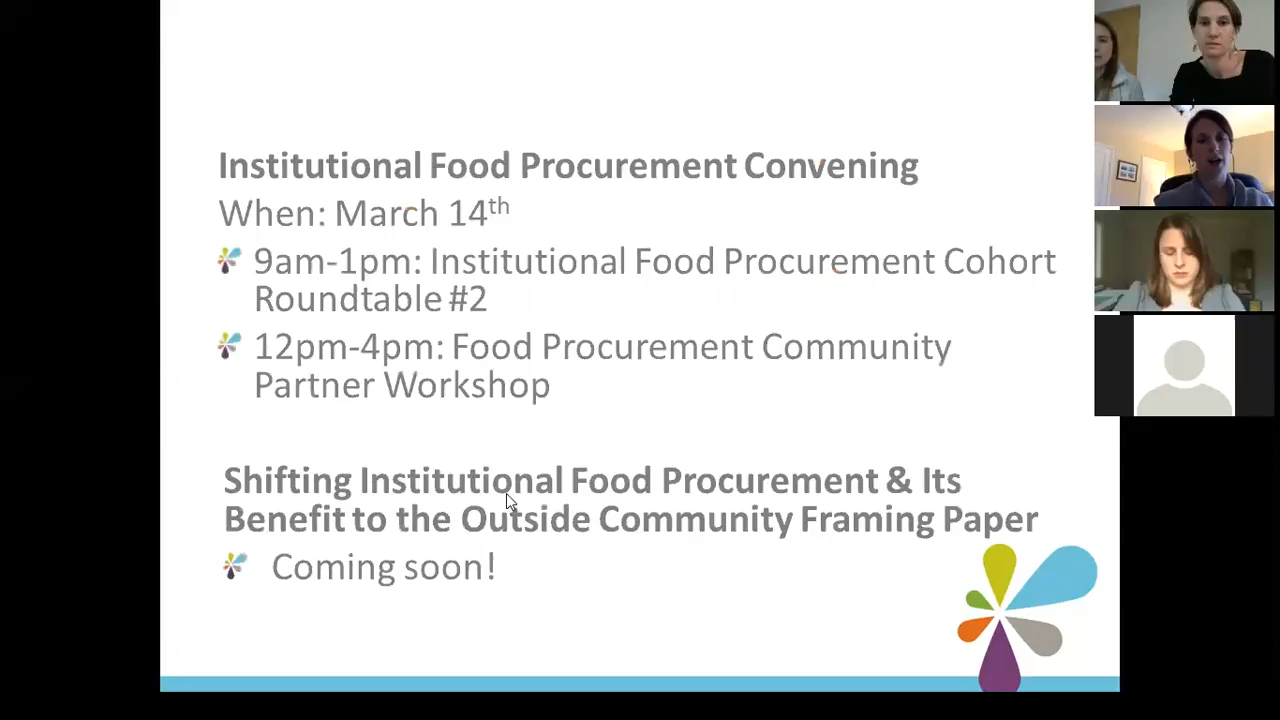 Institutional Food Procurement Convening
When: March 14th
9am-1pm: Institutional Food Procurement Cohort
Roundtable #2
12pm-4pm: Food Procurement Community
Partner Workshop
Shifting Institutional Food Procurement & Its
Benefit to the Outside Community Framing Paper
Coming soon!